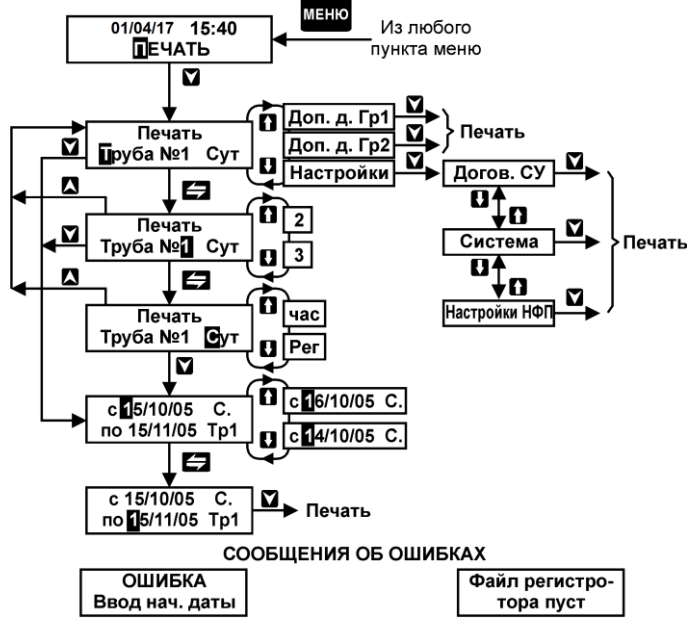 МЕНЮ
01/04/17 15:40
ПЕЧАТЬ
Из любого
пункта меню
Печать
Труба №1 Сут
Доп. д. Гр1
Доп. д. Гр2
Настройки
Печать
Догов. СУ
Система
Настройки НФП
Печать
Печать
Труба №1 Сут
2
3
Печать
Труба №1 Сут
час
Рег
с 15/10/05 С.
по 15/11/05 Тр1
с 16/10/05 С.
с 14/10/05 С.
с 15/10/05 С.
по 15/11/05 Тр1
Печать
СООБЩЕНИЯ ОБ ОШИБКАХ
ОШИБКА
Ввод нач. даты
Файл регистро-
тора пуст